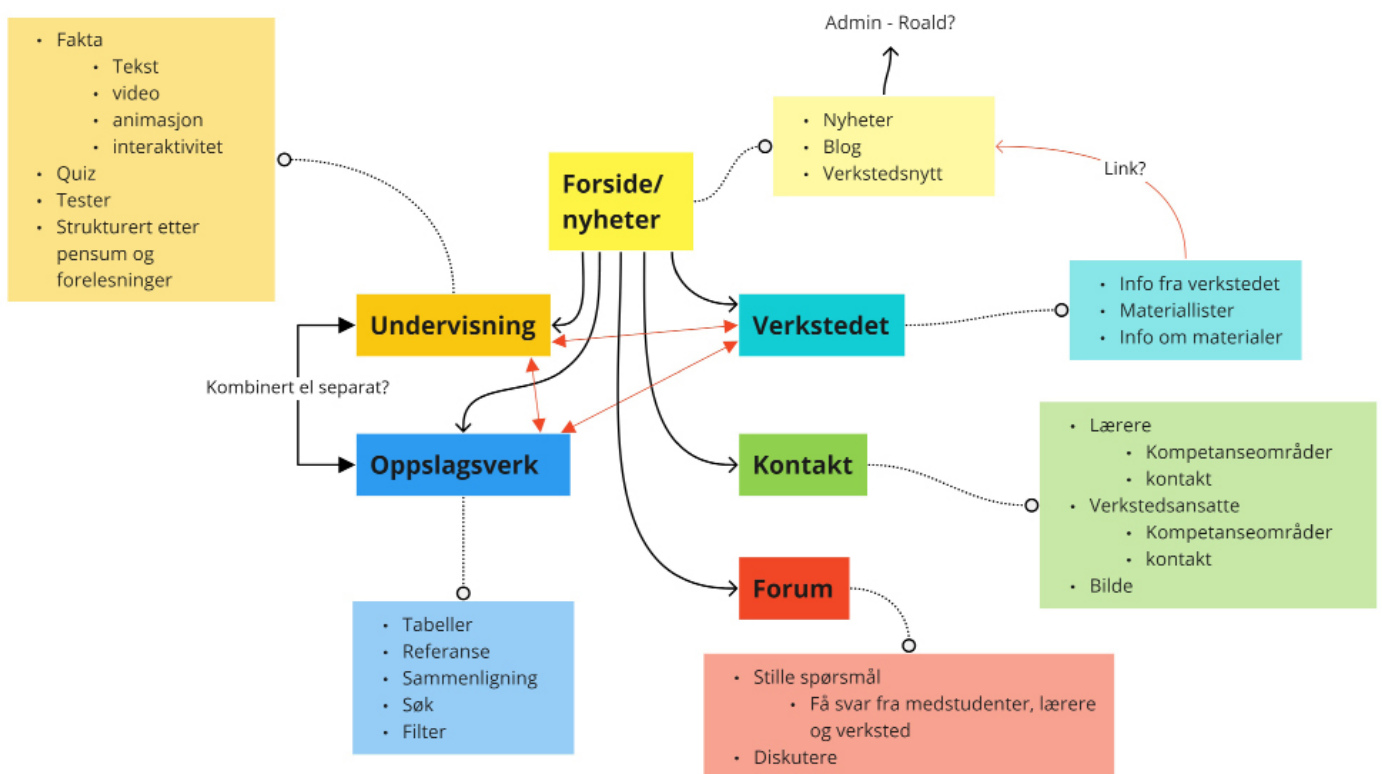 Admin - Roald?
• Fakta
• Tekst
• video
• animasjon
• interaktivitet
• Quiz
• Tester
• Strukturert etter
pensum og
forelesninger
• Nyheter
• Blog
• Verkstedsnytt
Link?
Forside/
nyheter
• Info fra verkstedet
• Materiallister
• Info om materialer
Undervisning
Verkstedet
Kombinert el separat?
Oppslagsverk
Kontakt
• Lærere
• Kompetanseområder
• kontakt
• Verkstedsansatte
• Kompetanseområder
• kontakt
• Bilde
Forum
• Tabeller
• Referanse
• Sammenligning
• Søk
• Filter
• Stille spørsmål
• Få svar fra medstudenter, lærere
og verksted
• Diskutere